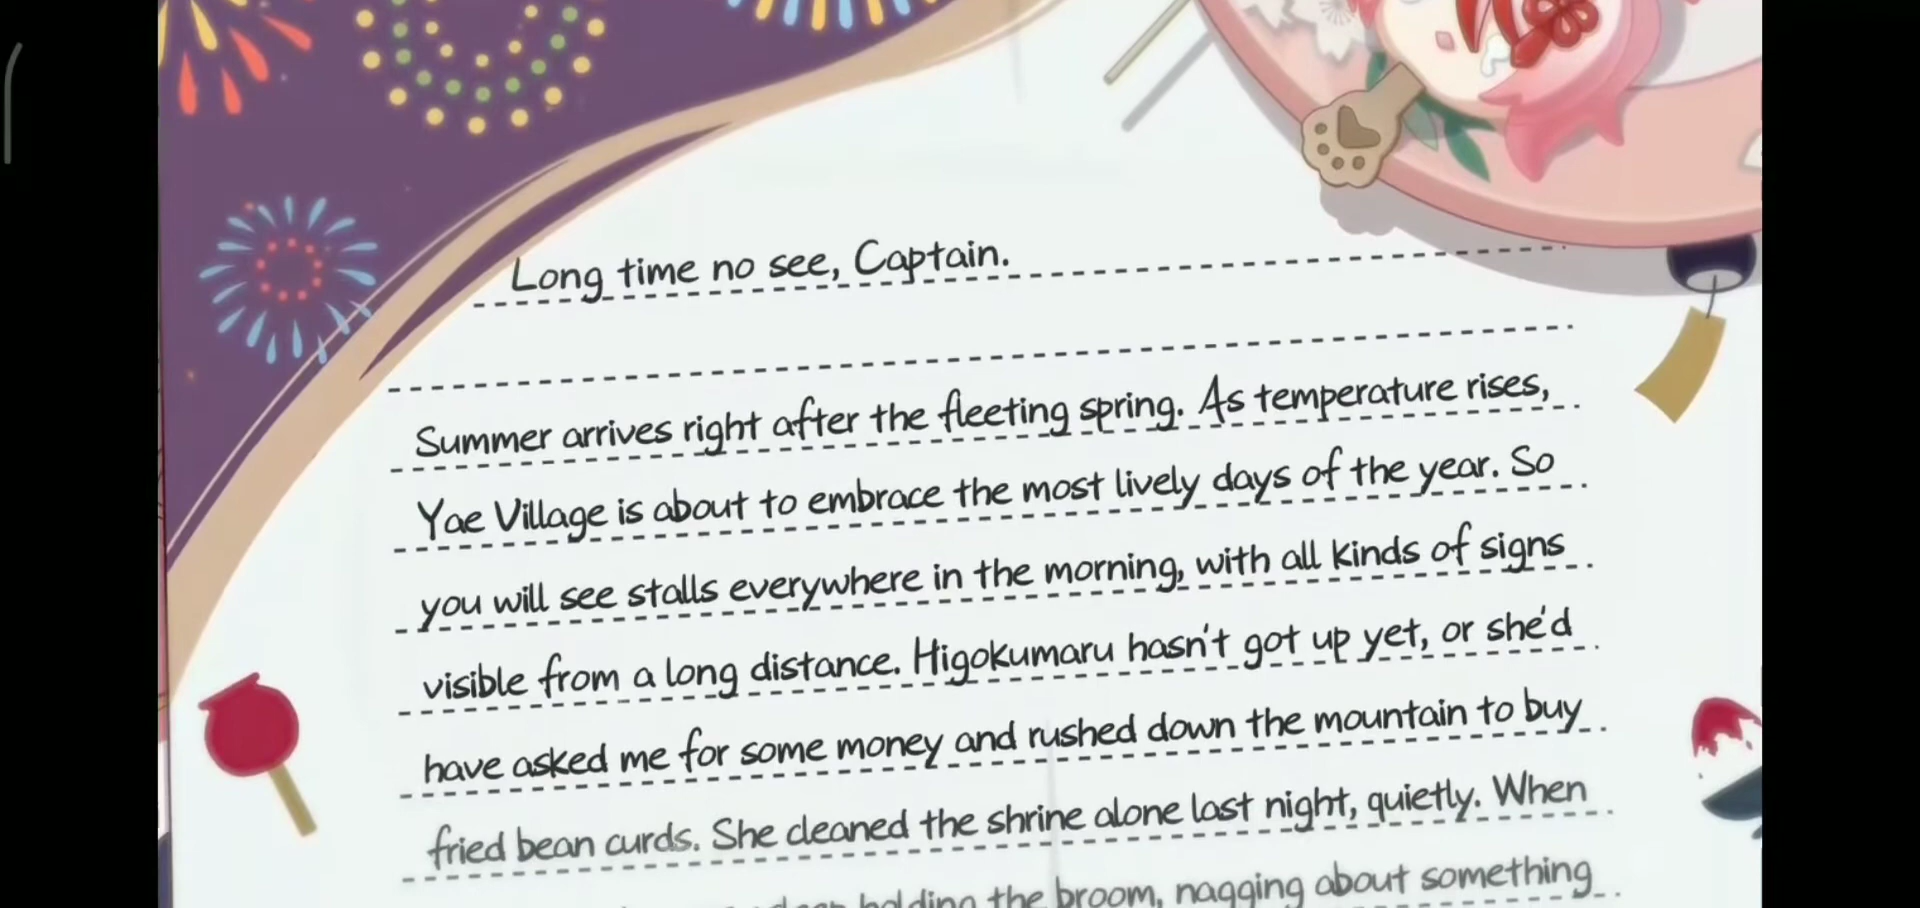 Long time no see, Captain.
Summer arrives right after the fleeting spring. As temperature rises,
Yae Village is about to embrace the most lively days of the year. So
you will see stalls everywhere in the morning, with all kinds of signs
visible from a long distance. Higokumaru hasn't got up yet, or she'd
have asked me for some money and rushed down the mountain to buy
fried bean curds. She cleaned the shrine alone last night, quietly. When
holding the broom, nagging about something